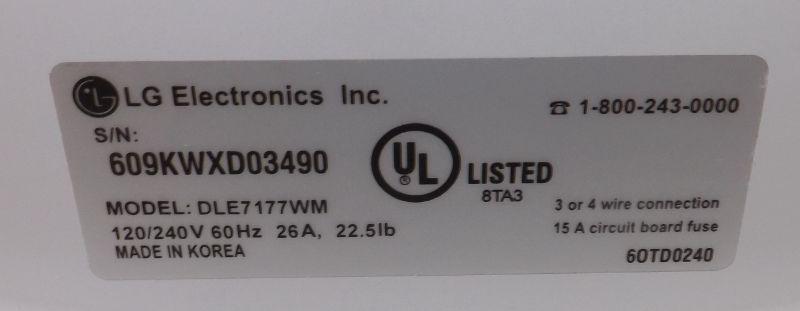 LG Electronics Inc.
☎ 1-800-243-0000
S/N:
609KWXD03490
UL
®
LISTED
8TA3
MODEL: DLE7177WM
120/240V 60Hz 26A, 22.5lb
MADE IN KOREA
3 or 4 wire connection
15 A circuit board fuse
6OTD0240